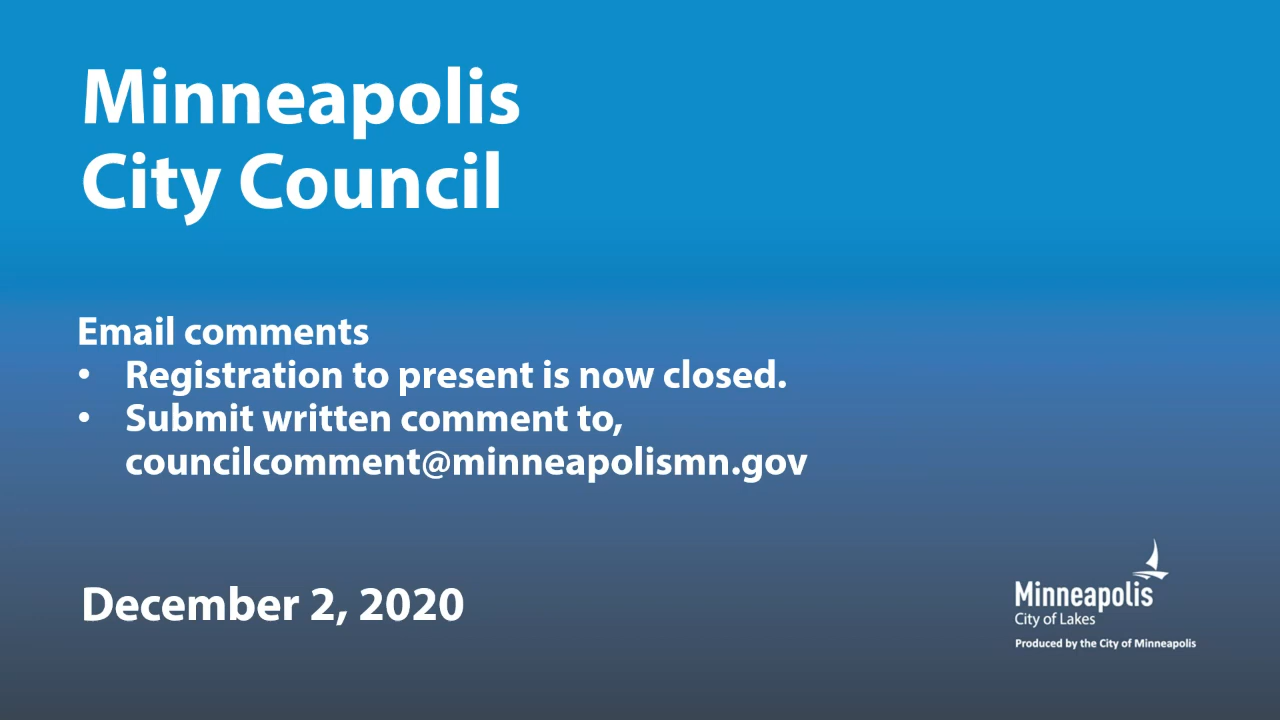 Minneapolis
City Council
Email comments
• Registration to present is now closed.
• Submit written comment to,
councilcomment@minneapolismn.gov
December 2, 2020
Minneapolis
City of Lakes
Produced by the City of Minneapolis